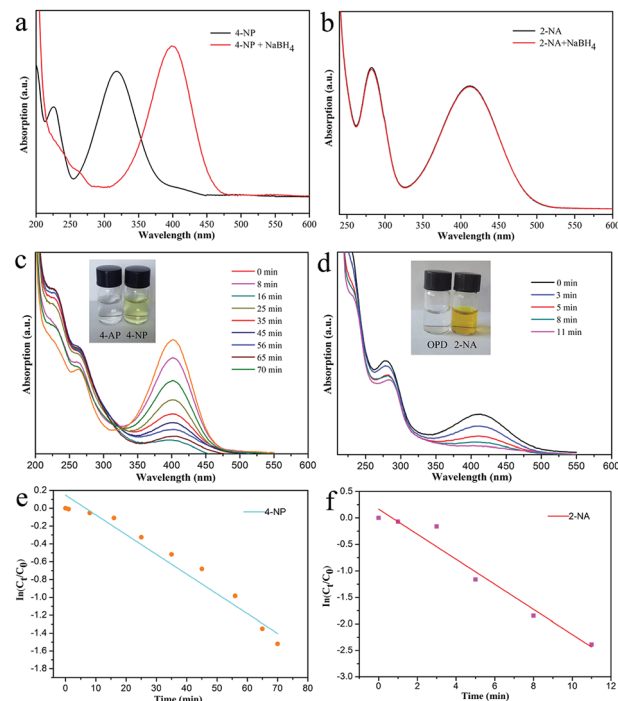 a
4-NP
4-NP + NaBH4
Absorption (a.u.)
200 250 300 350 400 450 500 550 600
Wavelength (nm)
b
2-NA
2-NA+NaBH4
Absorption (a.u.)
250 300 350 400 450 500 550 600
Wavelength (nm)
c
0 min
8 min
16 min
25 min
35 min
45 min
56 min
65 min
70 min
4-AP 4-NP
Absorption (a.u.)
200 250 300 350 400 450 500 550 600
Wavelength (nm)
d
0 min
3 min
5 min
8 min
11 min
OPD 2-NA
Absorption (a.u.)
250 300 350 400 450 500 550 600
Wavelength (nm)
e
4-NP
ln(Ct/C0)
0.2
0.0
-0.2
-0.4
-0.6
-0.8
-1.0
-1.2
-1.4
-1.6
-1.8
-10 0 10 20 30 40 50 60 70 80
Time (min)
f
2-NA
ln(Ct/C0)
0.5
0.0
-0.5
-1.0
-1.5
-2.0
-2.5
-3.0
0 2 4 6 8 10 12
Time (min)